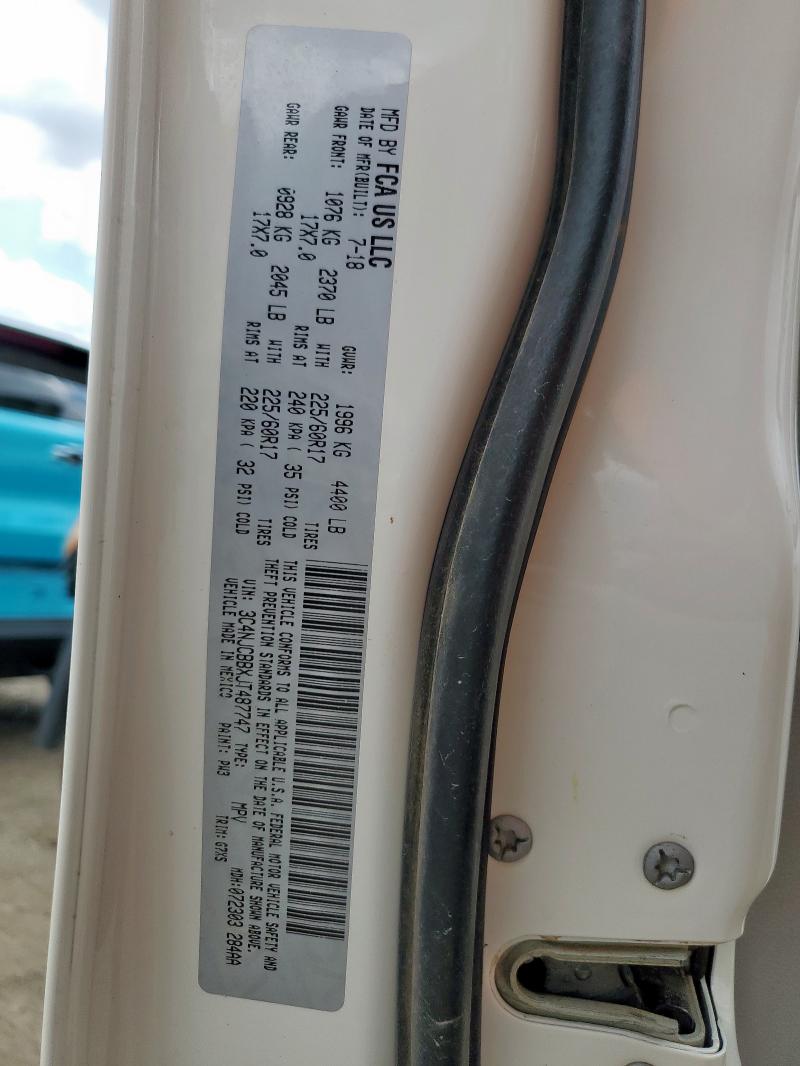 MFD BY FCA US LLC
DATE OF MFR(BUILT): 7-18 GVWR: 1996 KG 4400 LB
GAWR FRONT: 1076 KG 2370 LB WITH 225/60R17 TIRES
17X7.0 RIMS AT 240 KPA ( 35 PSI) COLD
GAWR REAR: 0928 KG 2045 LB WITH 225/60R17 TIRES
17X7.0 RIMS AT 220 KPA ( 32 PSI) COLD
THIS VEHICLE CONFORMS TO ALL APPLICABLE U.S.A. FEDERAL MOTOR VEHICLE SAFETY AND
THEFT PREVENTION STANDARDS IN EFFECT ON THE DATE OF MANUFACTURE SHOWN ABOVE.
VIN: 3C4NJCBBXJT487747 TYPE: MPV MDH:072303 284AA
VEHICLE MADE IN MEXICO PAINT: PW3 TRIM: G7XS